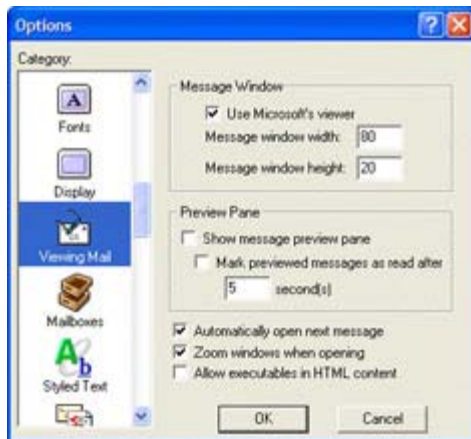 Options
Category:
Fonts
Display
Viewing Mail
Mailboxes
Styled Text
Message Window
Use Microsoft's viewer
Message window width: 80
Message window height: 20
Preview Pane
Show message preview pane
Mark previewed messages as read after
5 second(s)
Automatically open next message
Zoom windows when opening
Allow executables in HTML content
OK Cancel